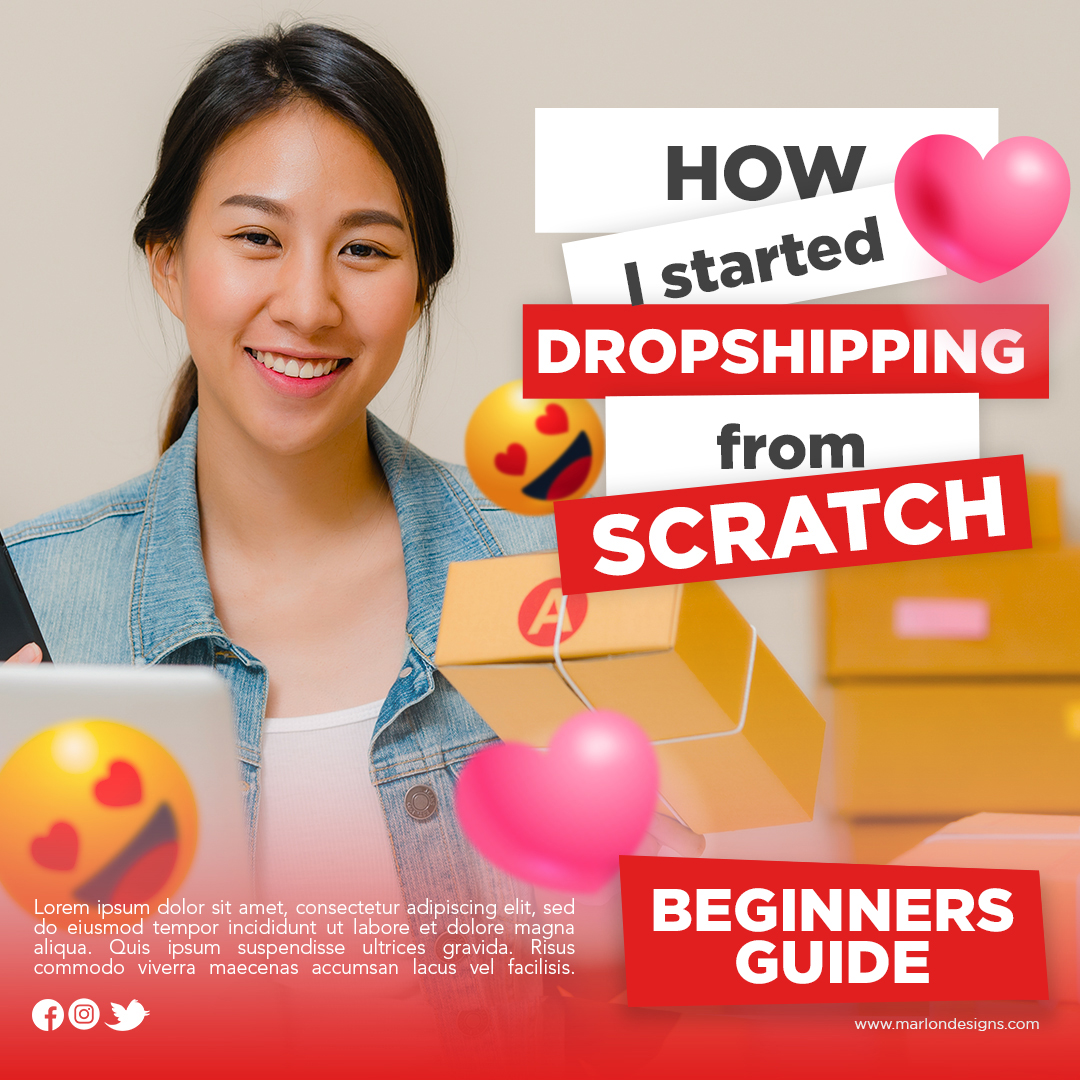 HOW
I started
DROPSHIPPING
from
SCRATCH
A
BEGINNERS
GUIDE
Lorem ipsum dolor sit amet, consectetur adipiscing elit, sed
do eiusmod tempor incididunt ut labore et dolore magna
aliqua. Quis ipsum suspendisse ultrices gravida. Risus
commodo viverra maecenas accumsan lacus vel facilisis.
www.marlondesigns.com